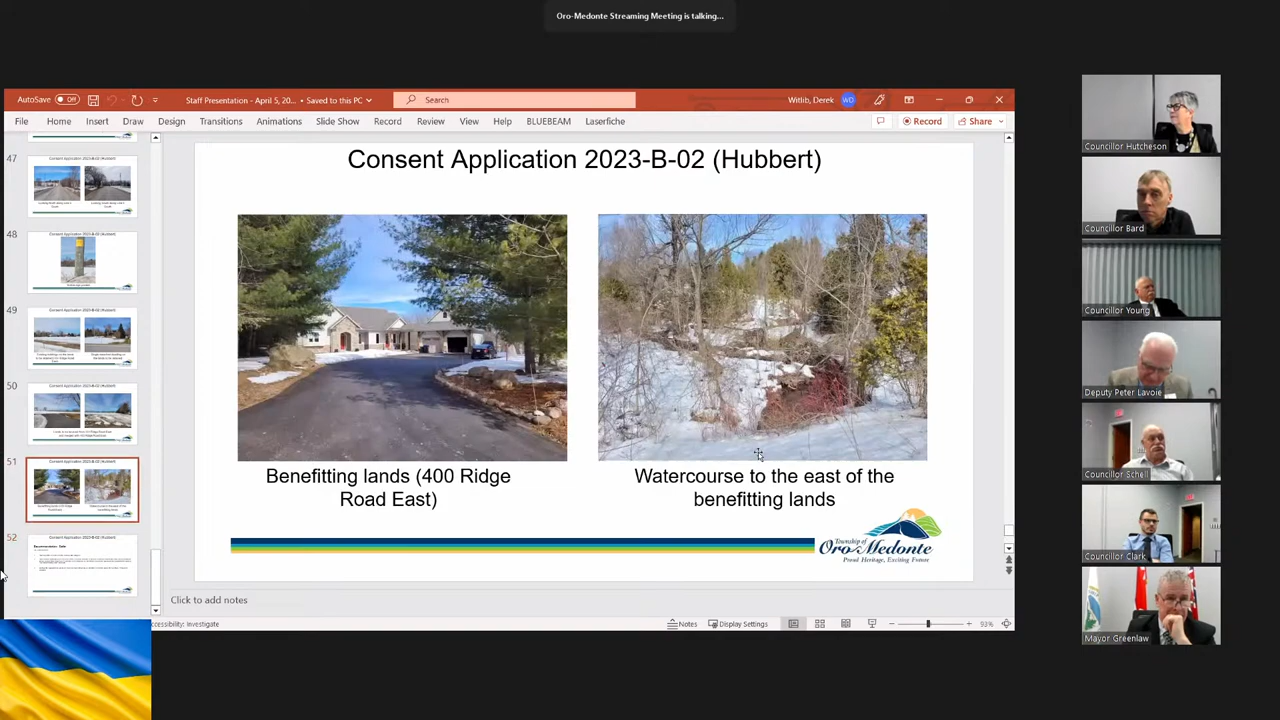 Oro-Medonte Streaming Meeting is talking...
AutoSave Off
Staff Presentation - April 5, 20... • Saved to this PC
Search
Witlib, Derek WD
File Home Insert Draw Design Transitions Animations Slide Show Record Review View Help BLUEBEAM Laserfiche
Record Share
47
48
49
50
51
52
Consent Application 2023-B-02 (Hubbert)
Benefitting lands (400 Ridge
Road East)
Watercourse to the east of the
benefitting lands
Township of
Oro-Medonte
Proud Heritage, Exciting Future
Click to add notes
ccessibility: Investigate
Notes Display Settings 93%
Councillor Hutcheson
Councillor Bard
Councillor Young
Deputy Peter Lavoie
Councillor Schell
Councillor Clark
Mayor Greenlaw